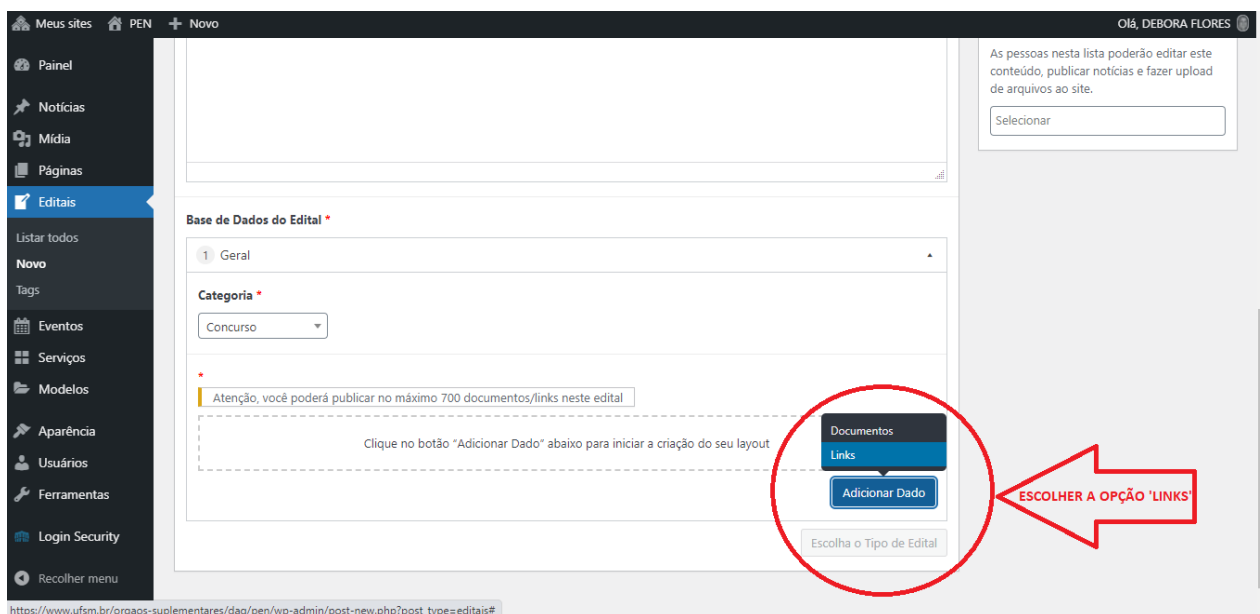 Meus sites PEN Novo Olá, DEBORA FLORES
Painel
Notícias
Mídia
Páginas
Editais
Listar todos
Novo
Tags
Eventos
Serviços
Modelos
Aparência
Usuários
Ferramentas
Login Security
Recolher menu
As pessoas nesta lista poderão editar este
conteúdo, publicar notícias e fazer upload
de arquivos ao site.
Selecionar
Base de Dados do Edital *
1 Geral
Categoria *
Concurso
*
Atenção, você poderá publicar no máximo 700 documentos/links neste edital
Clique no botão "Adicionar Dado" abaixo para iniciar a criação do seu layout
Documentos
Links
Adicionar Dado
Escolha o Tipo de Edital
ESCOLHER A OPÇÃO 'LINKS'
https://www.ufsm.br/orgaos-suplementares/dag/pen/wp-admin/post-new.php?post_type=editais#